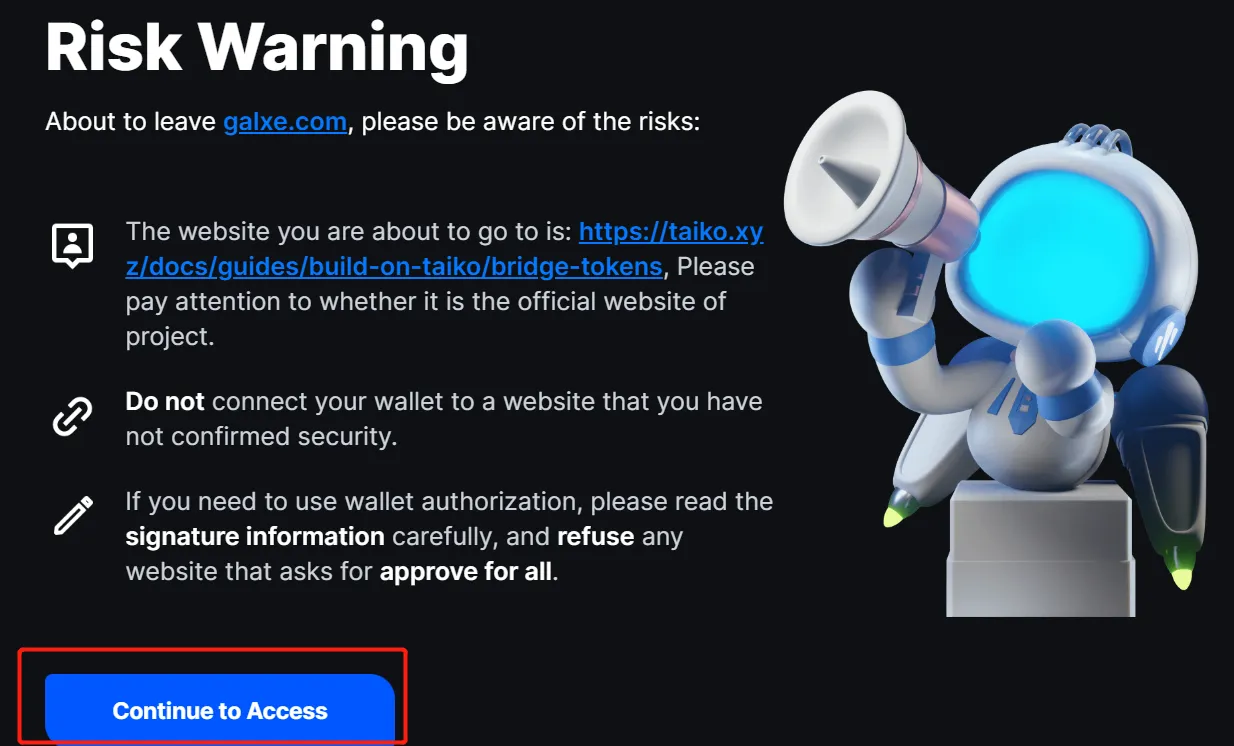 Risk Warning
About to leave galxe.com, please be aware of the risks:
The website you are about to go to is: https://taiko.xy
z/docs/guides/build-on-taiko/bridge-tokens, Please
pay attention to whether it is the official website of
project.
Do not connect your wallet to a website that you have
not confirmed security.
If you need to use wallet authorization, please read the
signature information carefully, and refuse any
website that asks for approve for all.
Continue to Access